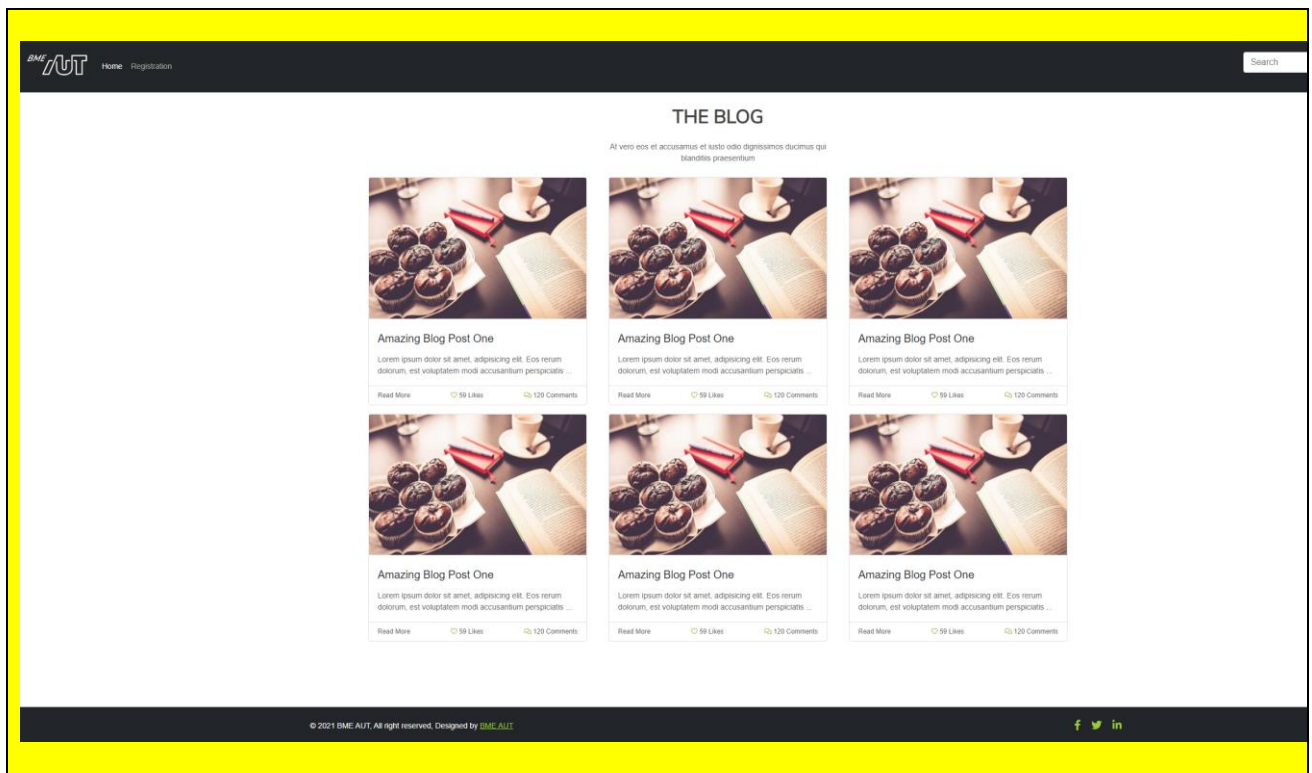 BME AUT Home Registration Search
THE BLOG
At vero eos et accusamus et iusto odio dignissimos ducimus qui
blanditiis praesentium
Amazing Blog Post One
Lorem ipsum dolor sit amet, adipisicing elit. Eos rerum
dolorum, est voluptatem modi accusantium perspiciatis ...
Read More 59 Likes 120 Comments
Amazing Blog Post One
Lorem ipsum dolor sit amet, adipisicing elit. Eos rerum
dolorum, est voluptatem modi accusantium perspiciatis ...
Read More 59 Likes 120 Comments
Amazing Blog Post One
Lorem ipsum dolor sit amet, adipisicing elit. Eos rerum
dolorum, est voluptatem modi accusantium perspiciatis ...
Read More 59 Likes 120 Comments
Amazing Blog Post One
Lorem ipsum dolor sit amet, adipisicing elit. Eos rerum
dolorum, est voluptatem modi accusantium perspiciatis ...
Read More 59 Likes 120 Comments
Amazing Blog Post One
Lorem ipsum dolor sit amet, adipisicing elit. Eos rerum
dolorum, est voluptatem modi accusantium perspiciatis ...
Read More 59 Likes 120 Comments
Amazing Blog Post One
Lorem ipsum dolor sit amet, adipisicing elit. Eos rerum
dolorum, est voluptatem modi accusantium perspiciatis ...
Read More 59 Likes 120 Comments
© 2021 BME AUT, All right reserved, Designed by BME AUT